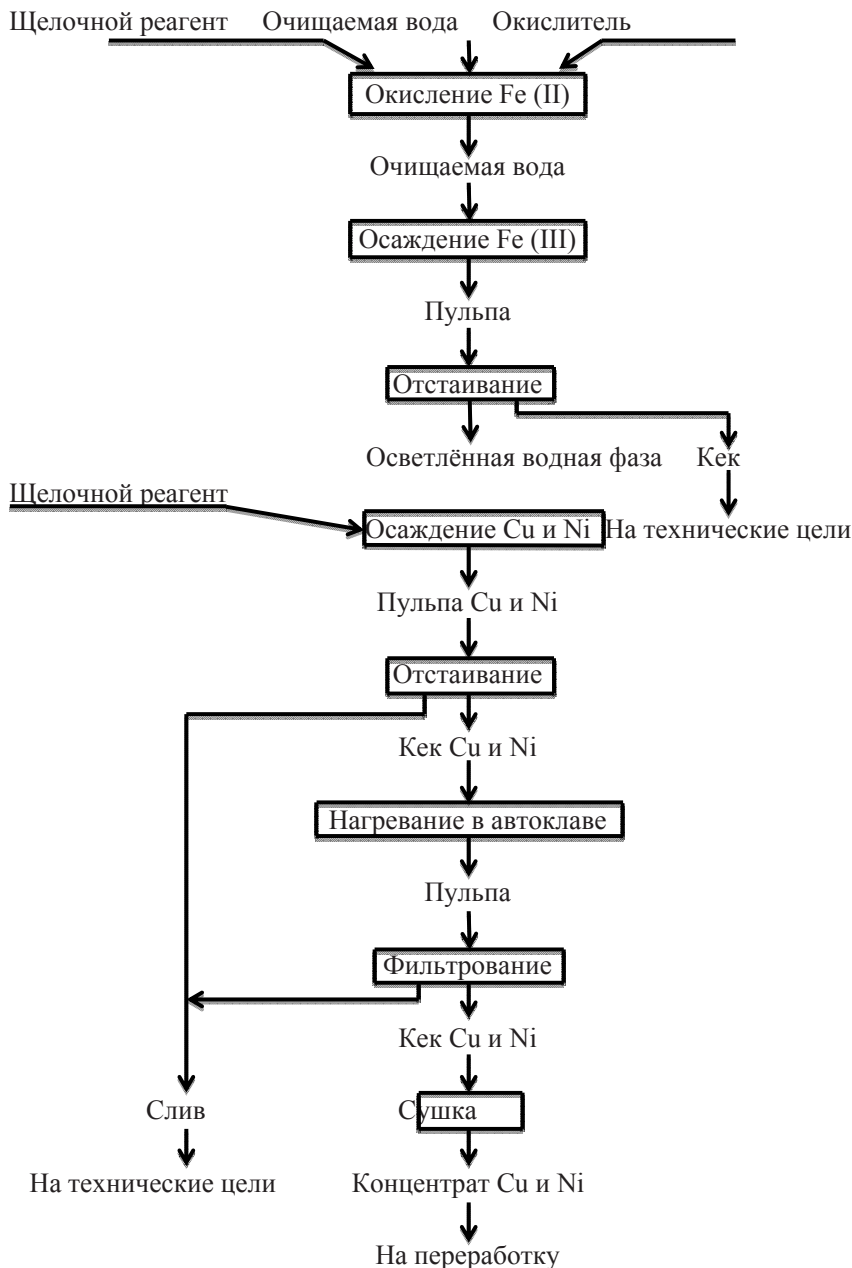 Щелочной реагент Очищаемая вода Окислитель
Окисление Fe (II)
Очищаемая вода
Осаждение Fe (III)
Пульпа
Отстаивание
Осветлённая водная фаза Кек
Щелочной реагент
Осаждение Cu и Ni На технические цели
Пульпа Cu и Ni
Отстаивание
Кек Cu и Ni
Нагревание в автоклаве
Пульпа
Фильтрование
Кек Cu и Ni
Слив Сушка
На технические цели Концентрат Cu и Ni
На переработку